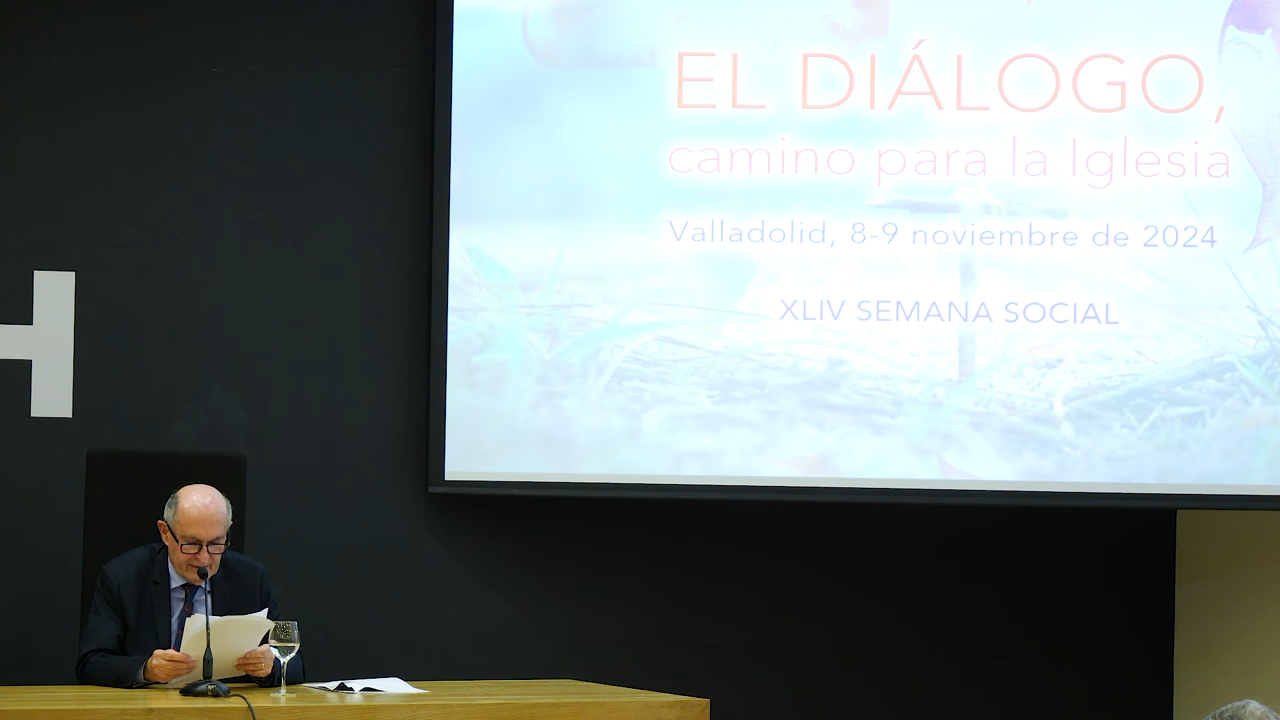 EL DIÁLOGO,
camino para la Iglesia
Valladolid, 8-9 noviembre de 2024
XLIV SEMANA SOCIAL
H